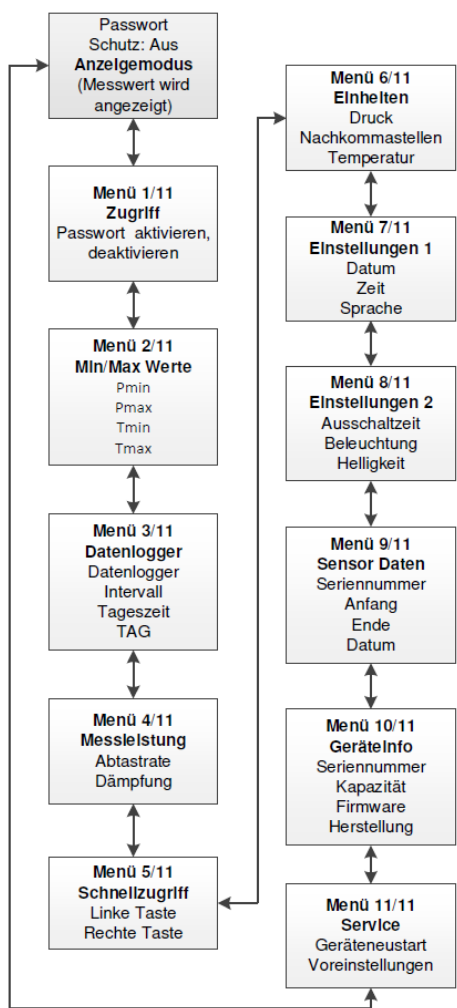 Passwort
Schutz: Aus
Anzeigemodus
(Messwert wird
angezeigt)
Menü 1/11
Zugriff
Passwort aktivieren,
deaktivieren
Menü 2/11
Min/Max Werte
Pmin
Pmax
Tmin
Tmax
Menü 3/11
Datenlogger
Datenlogger
Intervall
Tageszeit
TAG
Menü 4/11
Messleistung
Abtastrate
Dämpfung
Menü 5/11
Schnellzugriff
Linke Taste
Rechte Taste
Menü 6/11
Einheiten
Druck
Nachkommastellen
Temperatur
Menü 7/11
Einstellungen 1
Datum
Zeit
Sprache
Menü 8/11
Einstellungen 2
Ausschaltzeit
Beleuchtung
Helligkeit
Menü 9/11
Sensor Daten
Seriennummer
Anfang
Ende
Datum
Menü 10/11
GeräteInfo
Seriennummer
Kapazität
Firmware
Herstellung
Menü 11/11
Service
Geräteneustart
Voreinstellungen